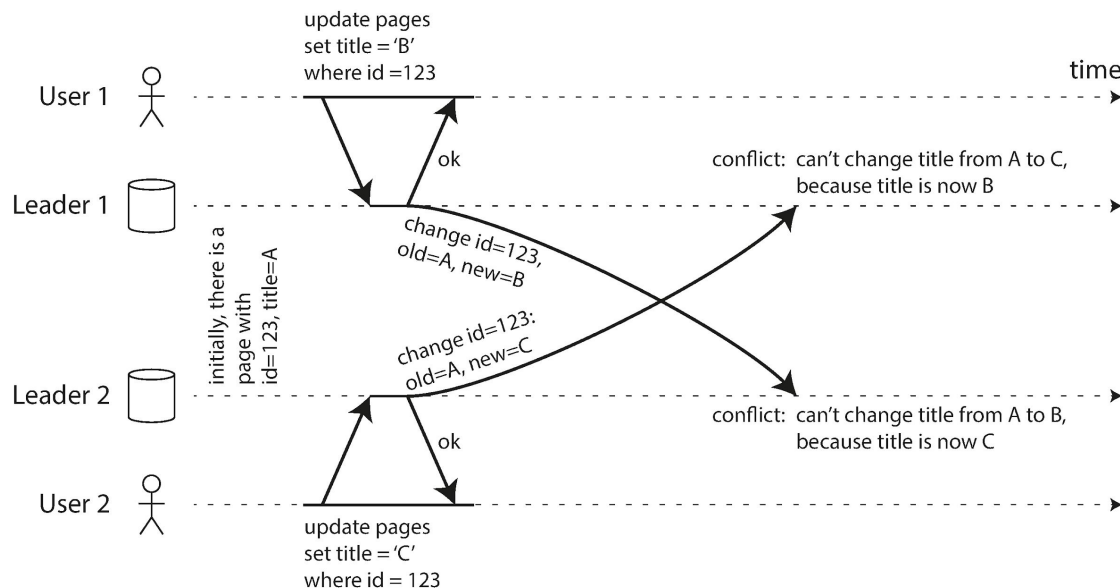 update pages
set title = ‘B’
where id =123
time
User 1
ok
conflict: can’t change title from A to C,
because title is now B
Leader 1
change id=123,
old=A, new=B
initially, there is a
page with
id=123, title=A
change id=123:
old=A, new=C
Leader 2
conflict: can’t change title from A to B,
because title is now C
ok
User 2
update pages
set title = ‘C’
where id = 123